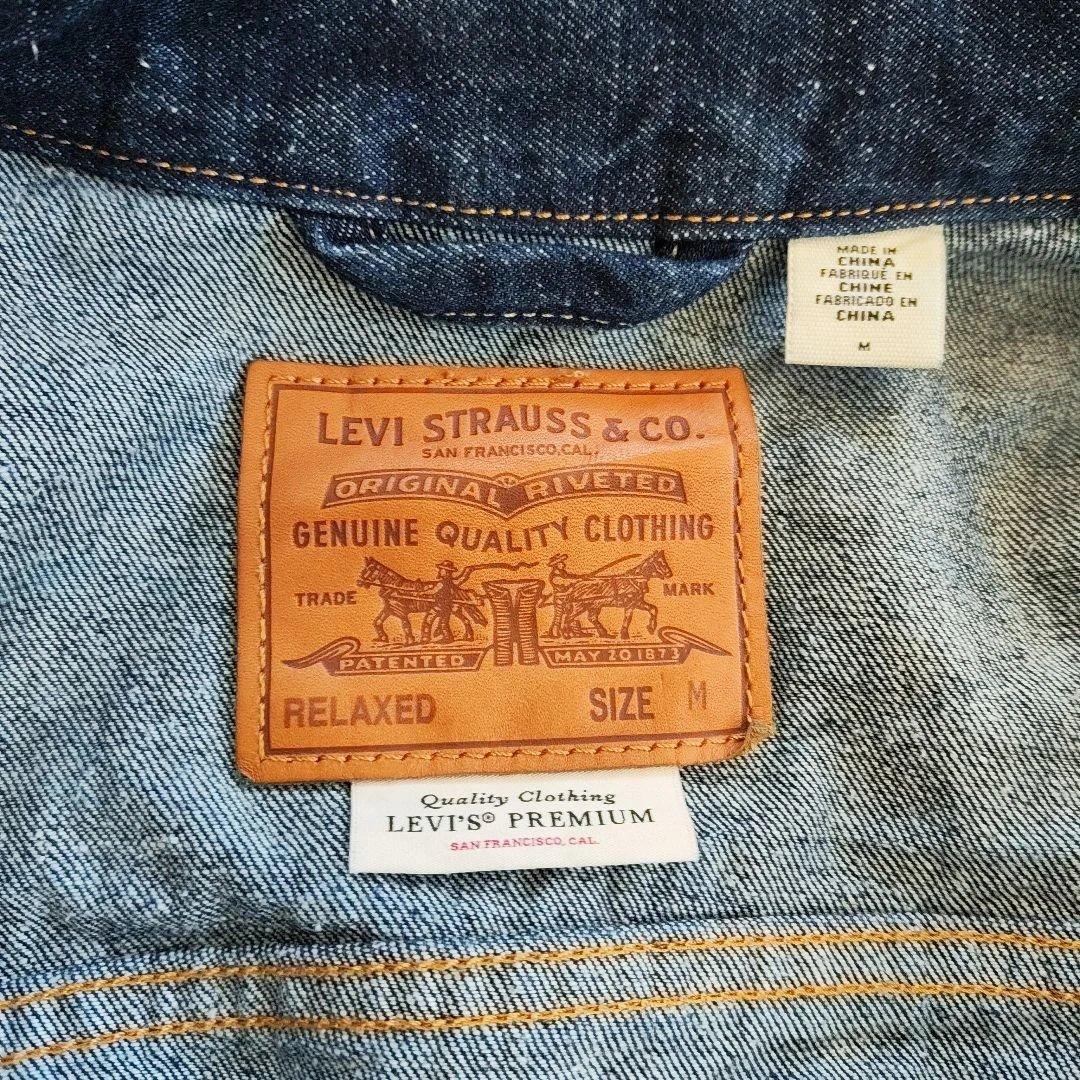 MADE IN
CHINA
FABRIQUÉ EN
CHINE
FABRICADO EN
CHINA
M
LEVI STRAUSS & CO.
SAN FRANCISCO, CAL.
ORIGINAL RIVETED
GENUINE QUALITY CLOTHING
TRADE MARK
PATENTED MAY 20 1873
RELAXED SIZE M
Quality Clothing
LEVI'S® PREMIUM
SAN FRANCISCO, CAL.